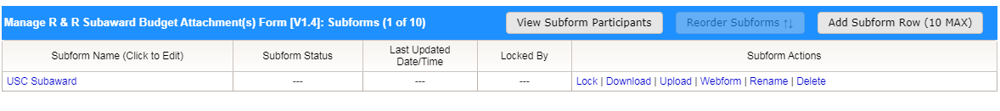 Manage R & R Subaward Budget Attachment(s) Form [V1.4]: Subforms (1 of 10) View Subform Participants Reorder Subforms ↑↓ Add Subform Row (10 MAX)
Subform Name (Click to Edit) Subform Status Last Updated Date/Time Locked By Subform Actions
USC Subaward --- --- --- Lock | Download | Upload | Webform | Rename | Delete